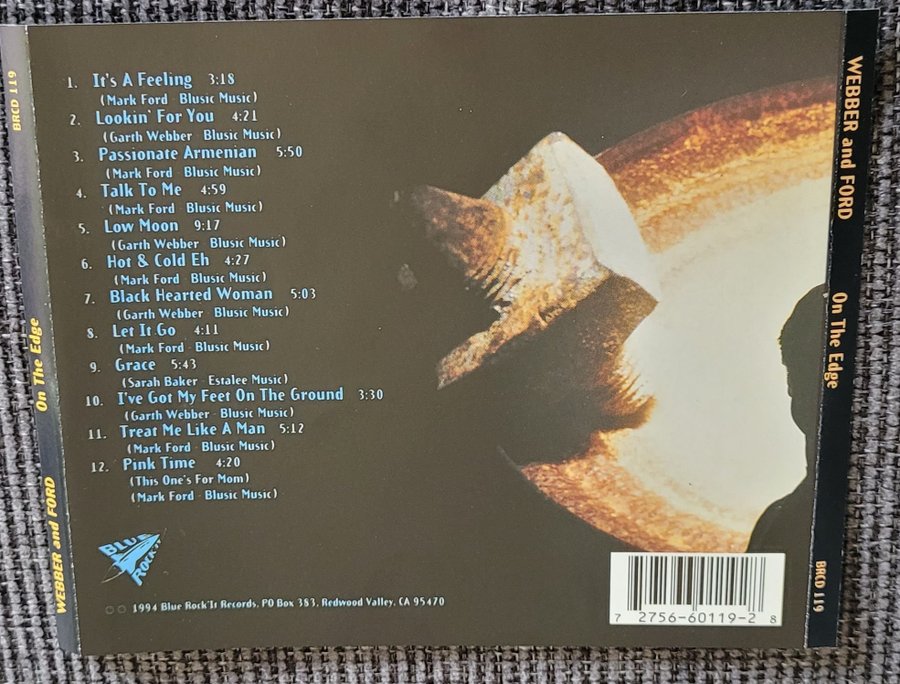 BRCD 119
On The Edge
WEBBER and FORD
1. It's A Feeling 3:18
(Mark Ford - Blusic Music)
2. Lookin' For You 4:21
(Garth Webber - Blusic Music)
3. Passionate Armenian 5:50
(Mark Ford - Blusic Music)
4. Talk To Me 4:59
(Mark Ford - Blusic Music)
5. Low Moon 9:17
(Garth Webber - Blusic Music)
6. Hot & Cold Eh 4:27
(Mark Ford - Blusic Music)
7. Black Hearted Woman 5:03
(Garth Webber - Blusic Music)
8. Let It Go 4:11
(Mark Ford - Blusic Music)
9. Grace 5:43
(Sarah Baker - Estalee Music)
10. I've Got My Feet On The Ground 3:30
(Garth Webber - Blusic Music)
11. Treat Me Like A Man 5:12
(Mark Ford - Blusic Music)
12. Pink Time 4:20
(This One's For Mom)
(Mark Ford - Blusic Music)
BLUE
ROCK'IT
1994 Blue Rock'It Records, PO Box 383, Redwood Valley, CA 95470
7 2756-60119-2 8
WEBBER and FORD
On The Edge
BRCD 119